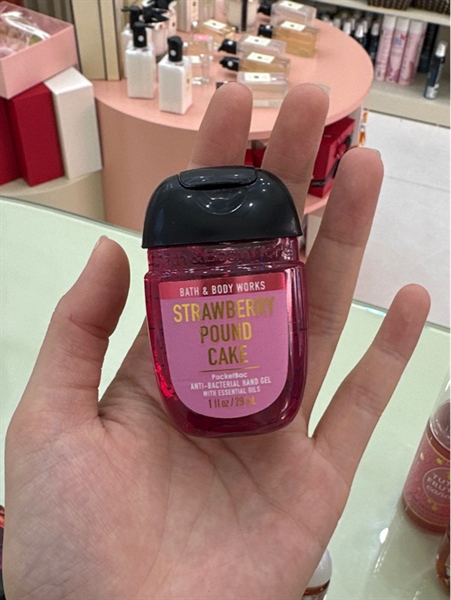 BATH & BODY WORKS
STRAWBERRY
POUND
CAKE
PocketBac
ANTI-BACTERIAL HAND GEL
WITH ESSENTIAL OILS
1 fl oz / 29 mL